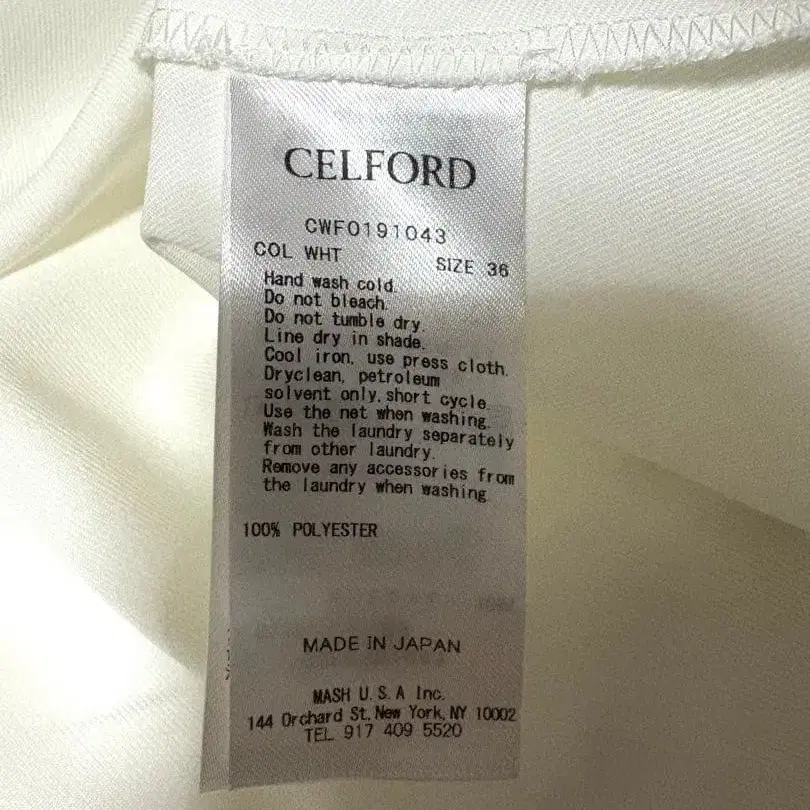 CELFORD
CWFO191043
COL WHT SIZE 36
Hand wash cold.
Do not bleach.
Do not tumble dry.
Line dry in shade.
Cool iron, use press cloth.
Dryclean, petroleum
solvent only, short cycle.
Use the net when washing.
Wash the laundry separately
from other laundry.
Remove any accessories from
the laundry when washing.
100% POLYESTER
MADE IN JAPAN
MASH U.S.A Inc.
144 Orchard St, New York, NY 10002
TEL 917 409 5520